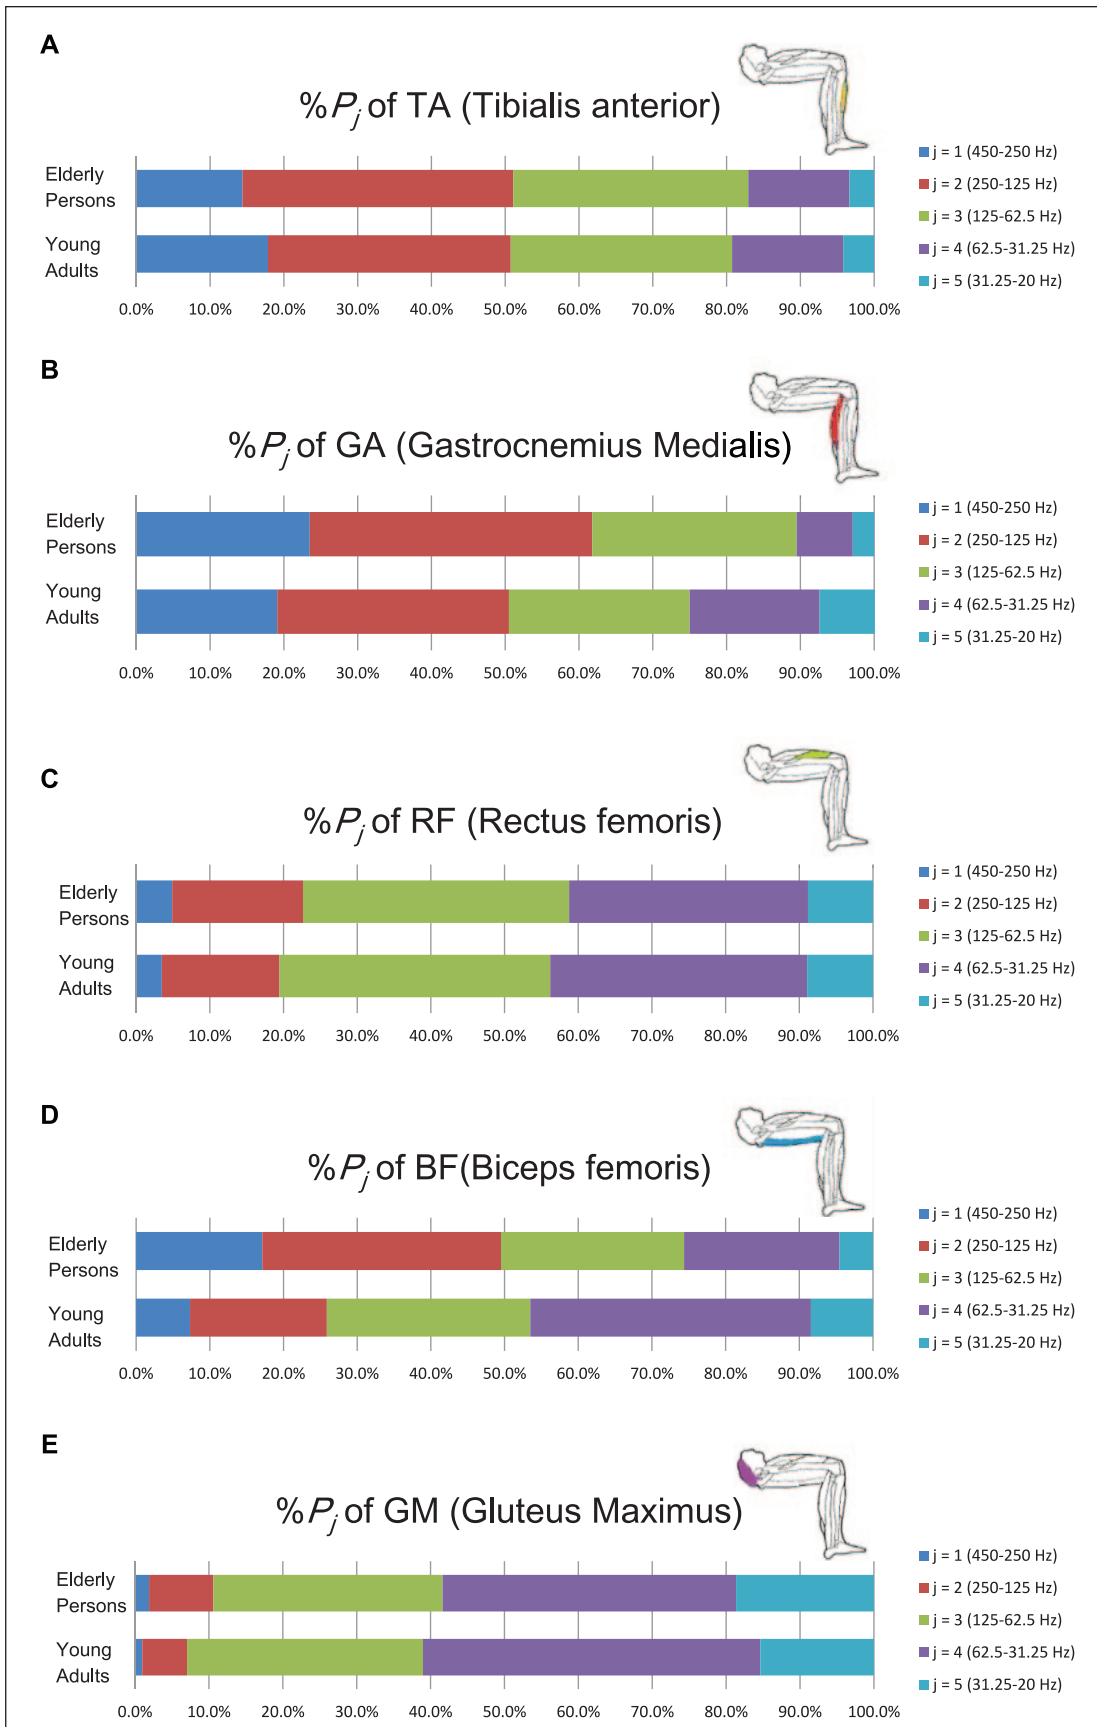 A
%Pj of TA (Tibialis anterior)
Elderly
Persons
Young
Adults
0.0% 10.0% 20.0% 30.0% 40.0% 50.0% 60.0% 70.0% 80.0% 90.0% 100.0%
j = 1 (450-250 Hz)
j = 2 (250-125 Hz)
j = 3 (125-62.5 Hz)
j = 4 (62.5-31.25 Hz)
j = 5 (31.25-20 Hz)
B
%Pj of GA (Gastrocnemius Medialis)
Elderly
Persons
Young
Adults
0.0% 10.0% 20.0% 30.0% 40.0% 50.0% 60.0% 70.0% 80.0% 90.0% 100.0%
j = 1 (450-250 Hz)
j = 2 (250-125 Hz)
j = 3 (125-62.5 Hz)
j = 4 (62.5-31.25 Hz)
j = 5 (31.25-20 Hz)
C
%Pj of RF (Rectus femoris)
Elderly
Persons
Young
Adults
0.0% 10.0% 20.0% 30.0% 40.0% 50.0% 60.0% 70.0% 80.0% 90.0% 100.0%
j = 1 (450-250 Hz)
j = 2 (250-125 Hz)
j = 3 (125-62.5 Hz)
j = 4 (62.5-31.25 Hz)
j = 5 (31.25-20 Hz)
D
%Pj of BF(Biceps femoris)
Elderly
Persons
Young
Adults
0.0% 10.0% 20.0% 30.0% 40.0% 50.0% 60.0% 70.0% 80.0% 90.0% 100.0%
j = 1 (450-250 Hz)
j = 2 (250-125 Hz)
j = 3 (125-62.5 Hz)
j = 4 (62.5-31.25 Hz)
j = 5 (31.25-20 Hz)
E
%Pj of GM (Gluteus Maximus)
Elderly
Persons
Young
Adults
0.0% 10.0% 20.0% 30.0% 40.0% 50.0% 60.0% 70.0% 80.0% 90.0% 100.0%
j = 1 (450-250 Hz)
j = 2 (250-125 Hz)
j = 3 (125-62.5 Hz)
j = 4 (62.5-31.25 Hz)
j = 5 (31.25-20 Hz)